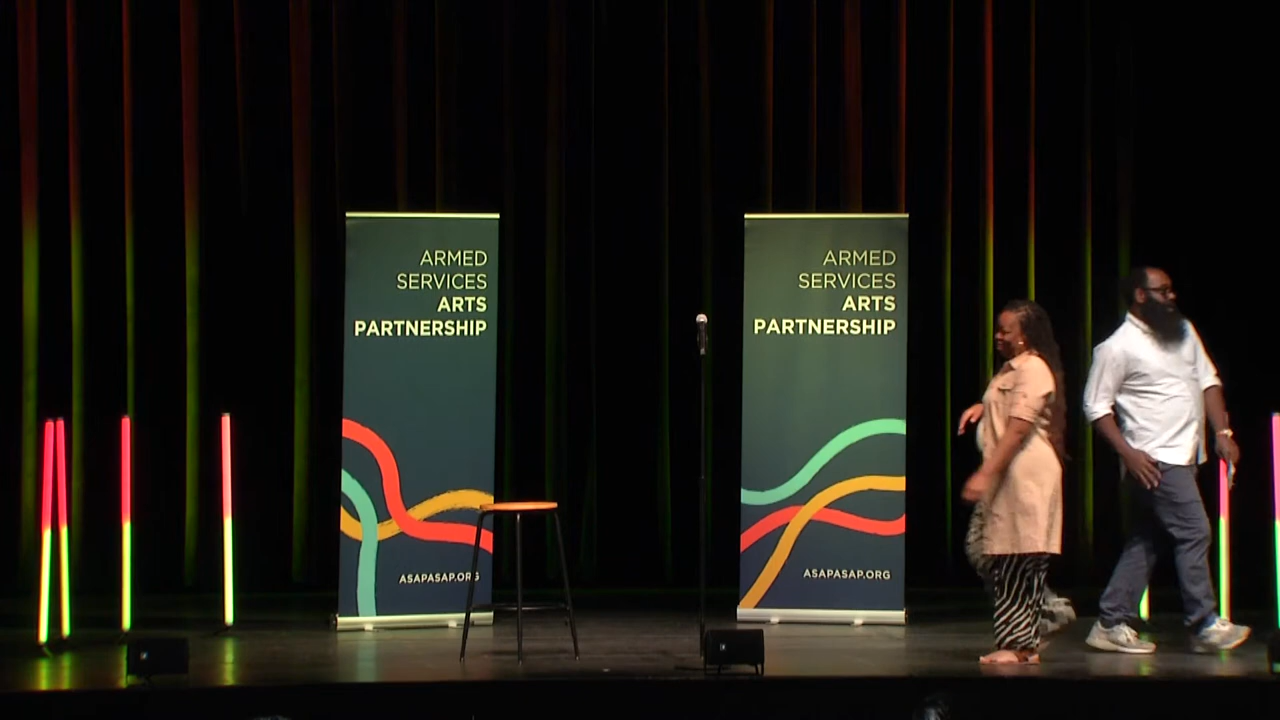 ARMED
SERVICES
ARTS
PARTNERSHIP
ASAPASAP.ORG
ARMED
SERVICES
ARTS
PARTNERSHIP
ASAPASAP.ORG